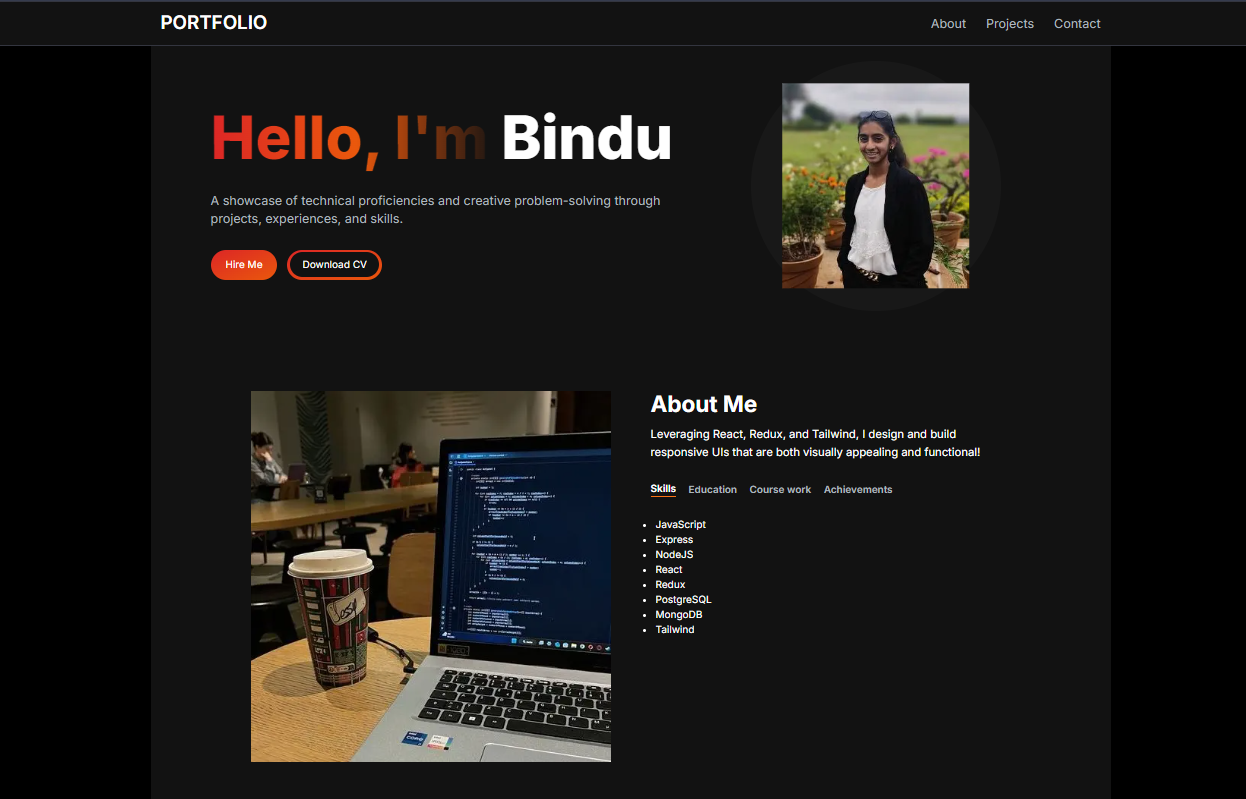 PORTFOLIO
About Projects Contact
Hello, I'm Bindu
A showcase of technical proficiencies and creative problem-solving through
projects, experiences, and skills.
Hire Me Download CV
About Me
Leveraging React, Redux, and Tailwind, I design and build
responsive UIs that are both visually appealing and functional!
Skills Education Course work Achievements
JavaScript
Express
NodeJS
React
Redux
PostgreSQL
MongoDB
Tailwind